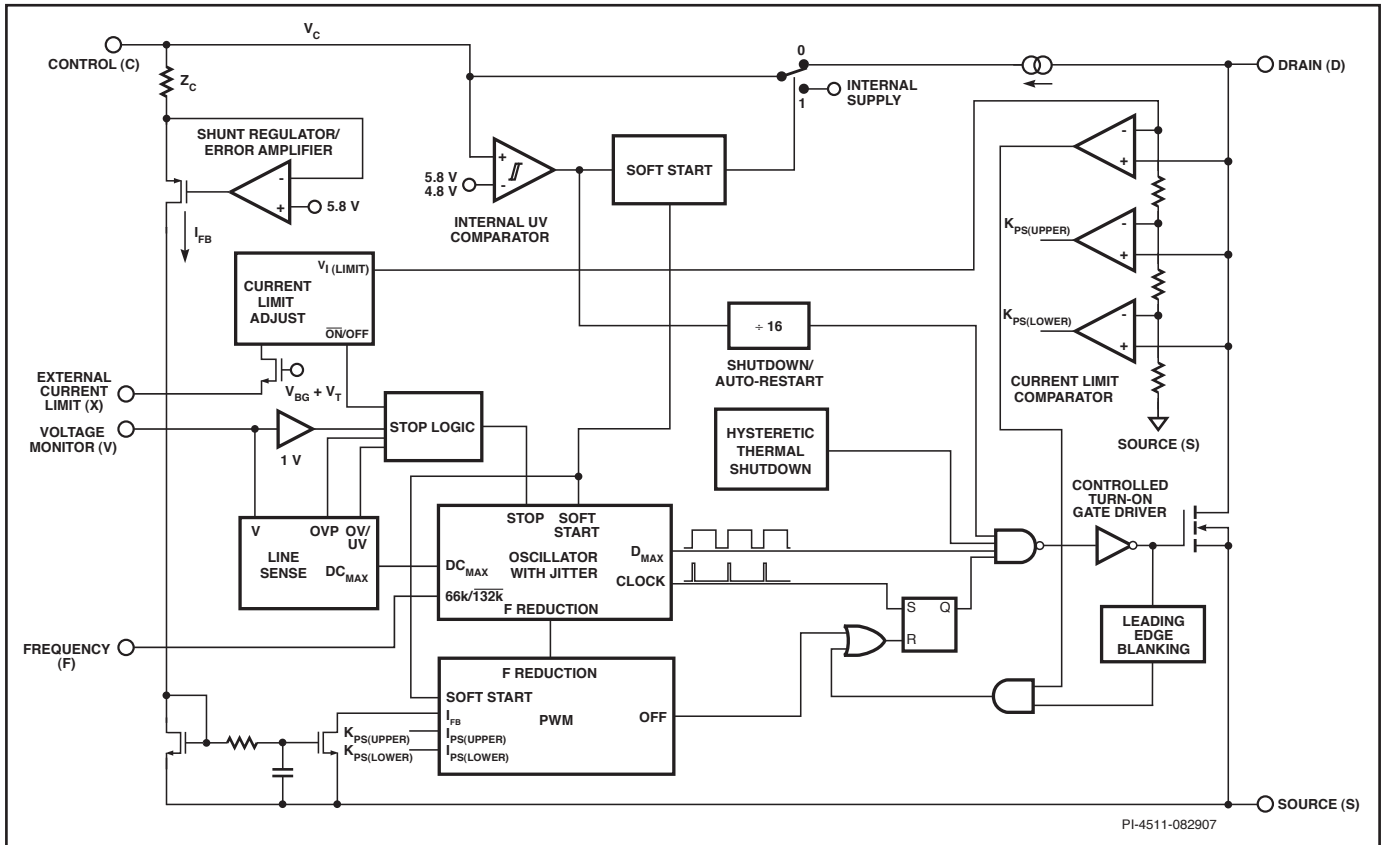 V_C
0
CONTROL (C)
DRAIN (D)
Z_C
INTERNAL
SUPPLY
1
-
+
SHUNT REGULATOR/
ERROR AMPLIFIER
-
+
5.8 V
I_FB
+
-
5.8 V
4.8 V
INTERNAL UV
COMPARATOR
SOFT START
K_PS(UPPER)
-
+
V_I (LIMIT)
CURRENT
LIMIT
ADJUST
ON/OFF
÷ 16
SHUTDOWN/
AUTO-RESTART
K_PS(LOWER)
-
+
CURRENT LIMIT
COMPARATOR
SOURCE (S)
EXTERNAL
CURRENT
LIMIT (X)
V_BG + V_T
VOLTAGE
MONITOR (V)
1 V
STOP LOGIC
HYSTERETIC
THERMAL
SHUTDOWN
CONTROLLED
TURN-ON
GATE DRIVER
V
OVP
OV/
UV
LINE
SENSE
DC_MAX
STOP
SOFT
START
OSCILLATOR
WITH JITTER
DC_MAX
66k/132k
F REDUCTION
D_MAX
CLOCK
S
Q
R
LEADING
EDGE
BLANKING
FREQUENCY
(F)
F REDUCTION
SOFT START
PWM
OFF
I_FB
K_PS(UPPER)
I_PS(UPPER)
K_PS(LOWER)
I_PS(LOWER)
SOURCE (S)
PI-4511-082907